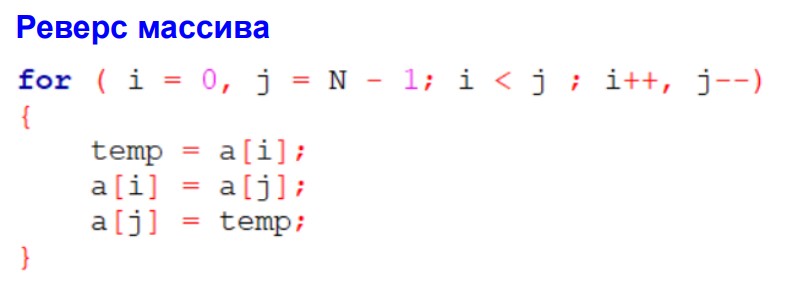 Реверс массива
for ( i = 0, j = N - 1; i < j ; i++, j--)
{
    temp = a[i];
    a[i] = a[j];
    a[j] = temp;
}